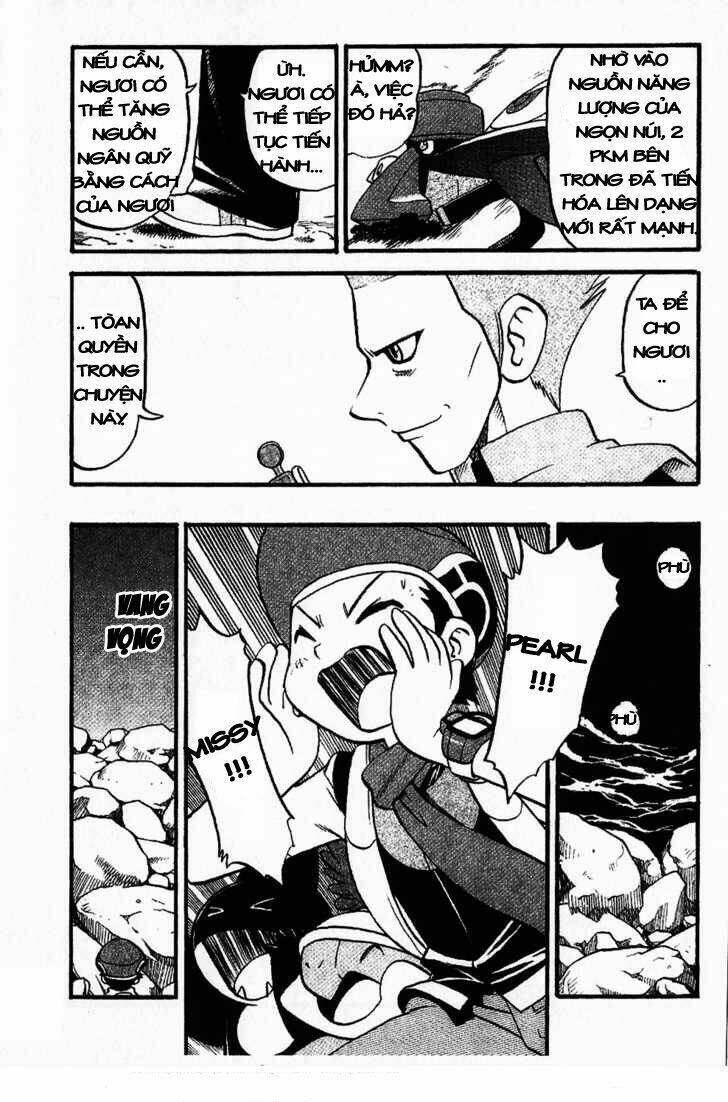 NHỜ VÀO
NGUỒN NĂNG
LƯỢNG CỦA
NGỌN NÚI, 2
PKM BÊN
TRONG ĐÃ TIẾN
HÓA LÊN DẠNG
MỚI RẤT MẠNH.
HỬMM?
À, VIỆC
ĐÓ HẢ?
ỪH.
NGƯƠI CÓ
THỂ TIẾP
TỤC TIẾN
HÀNH...
NẾU CẦN,
NGƯƠI CÓ
THỂ TĂNG
NGUỒN
NGÂN QUỸ
BẰNG CÁCH
CỦA NGƯƠI
TA ĐỂ
CHO
NGƯƠI
..
.. TÒAN
QUYỀN
TRONG
CHUYỆN
NÀY.
PHÙ
PHÙ
PEARL
!!!
MISSY
!!!
VANG
VỌNG